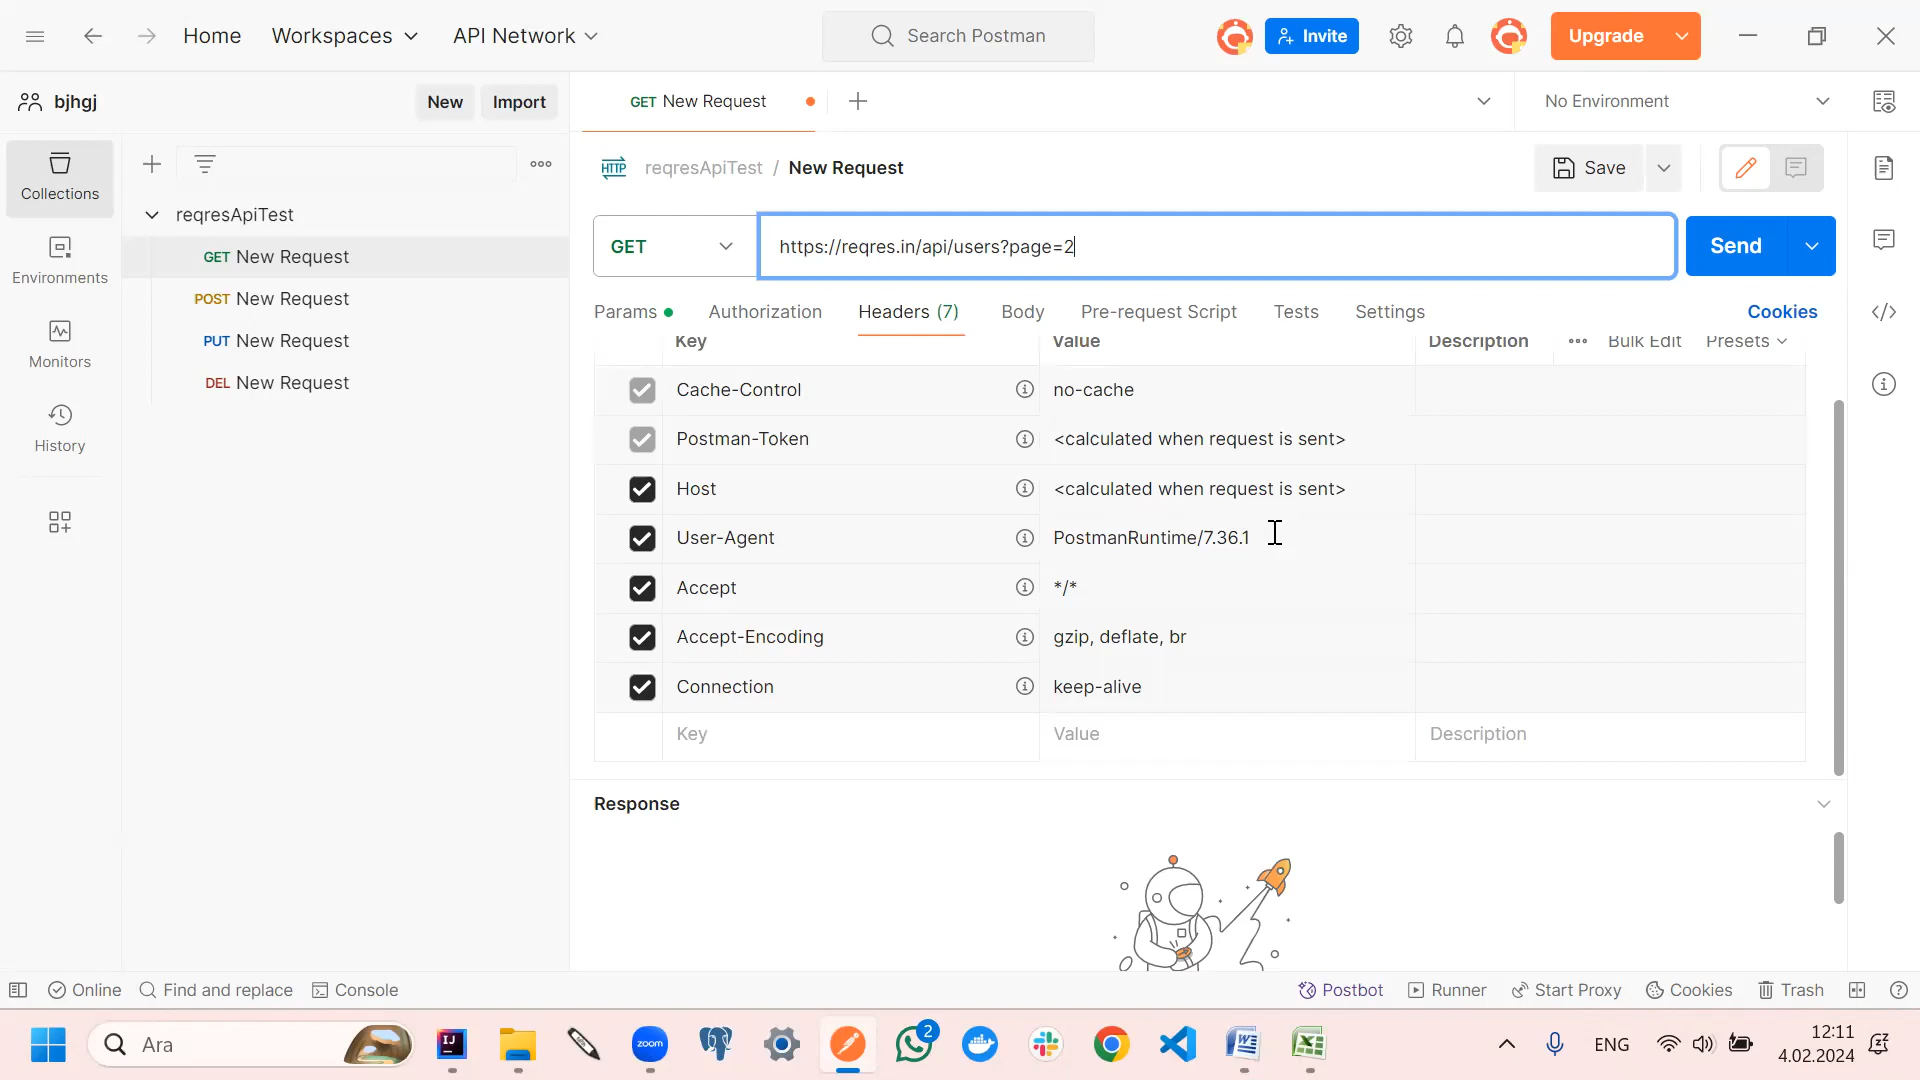 Home Workspaces API Network Search Postman Invite Upgrade
bjhgj New Import GET New Request No Environment
Collections
Environments
Monitors
History
reqresApiTest
GET New Request
POST New Request
PUT New Request
DEL New Request
HTTP reqresApiTest / New Request Save
GET https://reqres.in/api/users?page=2 Send
Params Authorization Headers (7) Body Pre-request Script Tests Settings Cookies
Key Value Description Bulk Edit Presets
Cache-Control no-cache
Postman-Token <calculated when request is sent>
Host <calculated when request is sent>
User-Agent PostmanRuntime/7.36.1
Accept */*
Accept-Encoding gzip, deflate, br
Connection keep-alive
Key Value Description
Response
Online Find and replace Console Postbot Runner Start Proxy Cookies Trash
Ara IJ zoom 2 ENG 12:11
4.02.2024